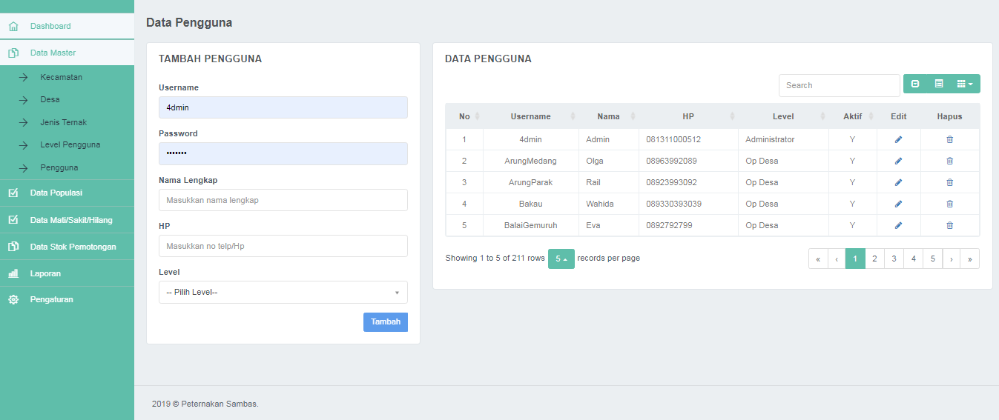 Dashboard
Data Master
Kecamatan
Desa
Jenis Ternak
Level Pengguna
Pengguna
Data Populasi
Data Mati/Sakit/Hilang
Data Stok Pemotongan
Laporan
Pengaturan
Data Pengguna
TAMBAH PENGGUNA
Username
4dmin
Password
•••••••
Nama Lengkap
Masukkan nama lengkap
HP
Masukkan no telp/Hp
Level
-- Pilih Level--
Tambah
DATA PENGGUNA
Search
No Username Nama HP Level Aktif Edit Hapus
1 4dmin Admin 081311000512 Administrator Y
2 ArungMedang Olga 08963992089 Op Desa Y
3 ArungParak Rail 08923993092 Op Desa Y
4 Bakau Wahida 089330393039 Op Desa Y
5 BalaiGemuruh Eva 0892792799 Op Desa Y
Showing 1 to 5 of 211 rows 5 records per page
« ‹ 1 2 3 4 5 › »
2019 © Peternakan Sambas.